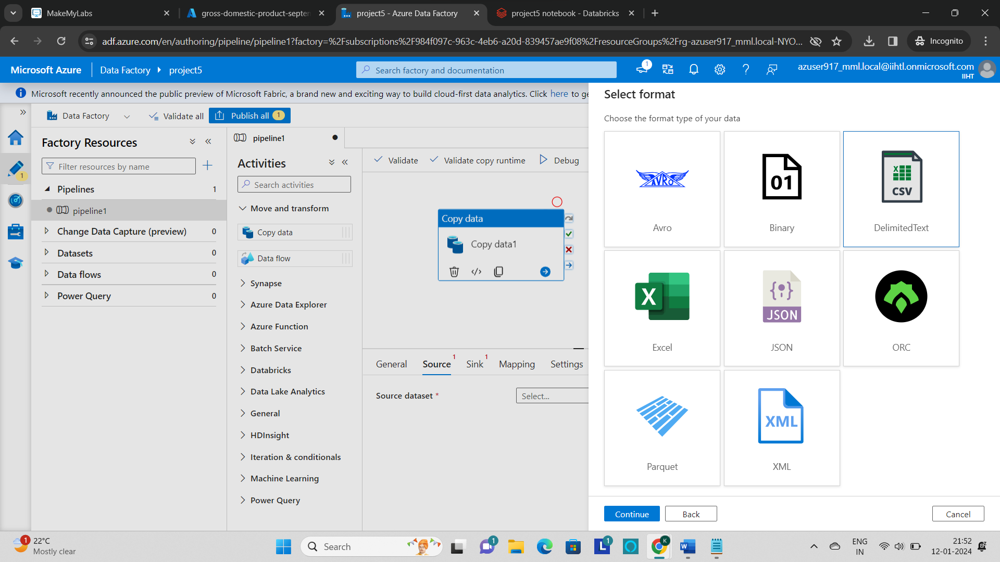 MakeMyLabs
gross-domestic-product-septem
project5 - Azure Data Factory
project5 notebook - Databricks
adf.azure.com/en/authoring/pipeline/pipeline1?factory=%2Fsubscriptions%2F984f097c-963c-4eb6-a20d-839457ae9f08%2FresourceGroups%2Frg-azuser917_mml.local-NYO...
Incognito
Microsoft Azure
Data Factory
project5
Search factory and documentation
1
azuser917_mml.local@iihtl.onmicrosoft.com
IIHT
Microsoft recently announced the public preview of Microsoft Fabric, a brand new and exciting way to build cloud-first data analytics. Click here to ge
Data Factory
Validate all
Publish all 1
1
Factory Resources
Filter resources by name
Pipelines 1
pipeline1
Change Data Capture (preview) 0
Datasets 0
Data flows 0
Power Query 0
pipeline1
Activities
Search activities
Move and transform
Copy data
Data flow
Synapse
Azure Data Explorer
Azure Function
Batch Service
Databricks
Data Lake Analytics
General
HDInsight
Iteration & conditionals
Machine Learning
Power Query
Validate
Validate copy runtime
Debug
Copy data
Copy data1
General
Source 1
Sink 1
Mapping
Settings
Source dataset *
Select...
Select format
Choose the format type of your data
AVRO
Avro
01
Binary
X
CSV
DelimitedText
X
Excel
JSON
JSON
ORC
Parquet
XML
XML
Continue
Back
Cancel
1
22°C
Mostly clear
Search
1
L
1
K
W
ENG
IN
21:52
12-01-2024